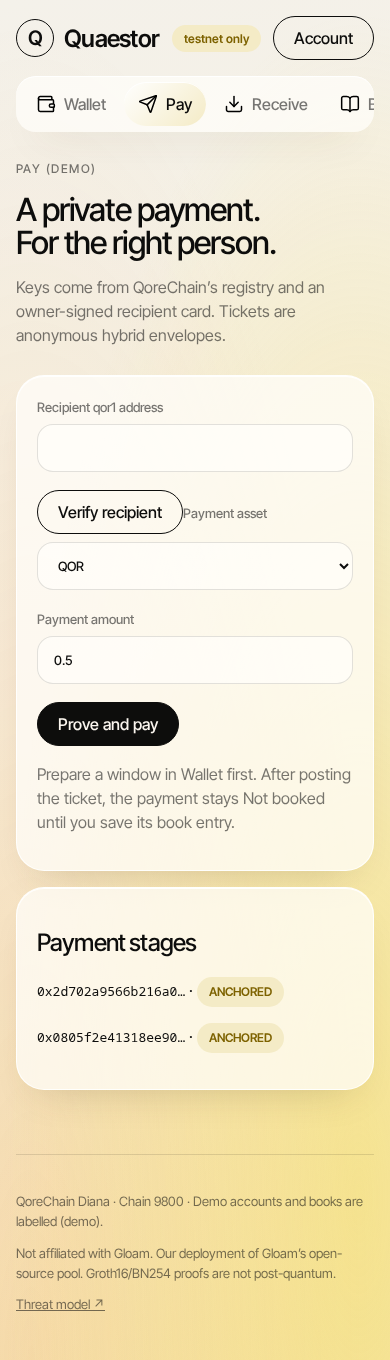 Q Quaestor testnet only Account
Wallet Pay Receive
PAY (DEMO)
A private payment.
For the right person.
Keys come from QoreChain’s registry and an
owner-signed recipient card. Tickets are
anonymous hybrid envelopes.
Recipient qor1 address
Verify recipient Payment asset
QOR
Payment amount
0.5
Prove and pay
Prepare a window in Wallet first. After posting
the ticket, the payment stays Not booked
until you save its book entry.
Payment stages
0x2d702a9566b216a0… · ANCHORED
0x0805f2e41318ee90… · ANCHORED
QoreChain Diana · Chain 9800 · Demo accounts and books are
labelled (demo).
Not affiliated with Gloam. Our deployment of Gloam’s open-
source pool. Groth16/BN254 proofs are not post-quantum.
Threat model ↗